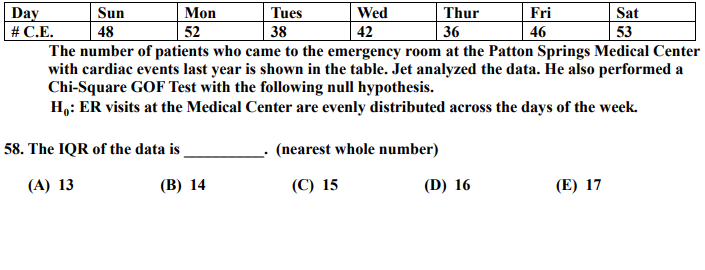 Day Sun Mon Tues Wed Thur Fri Sat
# C.E. 48 52 38 42 36 46 53
The number of patients who came to the emergency room at the Patton Springs Medical Center
with cardiac events last year is shown in the table. Jet analyzed the data. He also performed a
Chi-Square GOF Test with the following null hypothesis.
H₀: ER visits at the Medical Center are evenly distributed across the days of the week.
58. The IQR of the data is __________. (nearest whole number)
(A) 13 (B) 14 (C) 15 (D) 16 (E) 17